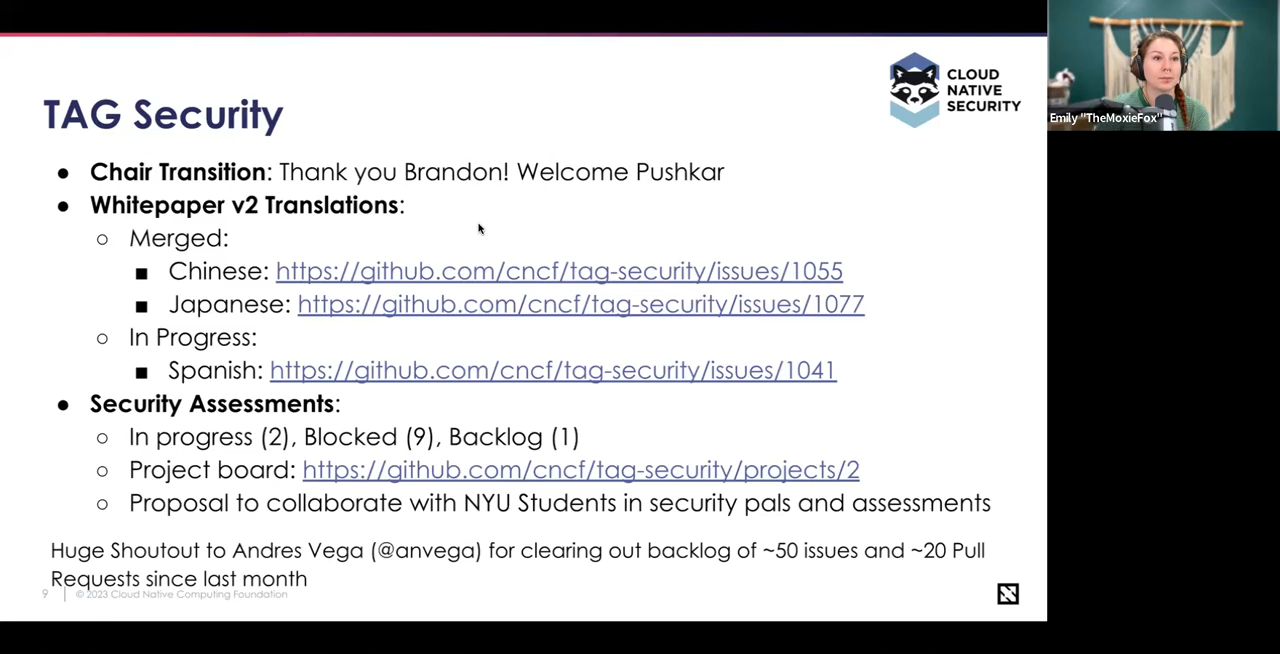 TAG Security
CLOUD
NATIVE
SECURITY
Emily "TheMoxieFox"
● Chair Transition: Thank you Brandon! Welcome Pushkar
● Whitepaper v2 Translations:
○ Merged:
■ Chinese: https://github.com/cncf/tag-security/issues/1055
■ Japanese: https://github.com/cncf/tag-security/issues/1077
○ In Progress:
■ Spanish: https://github.com/cncf/tag-security/issues/1041
● Security Assessments:
○ In progress (2), Blocked (9), Backlog (1)
○ Project board: https://github.com/cncf/tag-security/projects/2
○ Proposal to collaborate with NYU Students in security pals and assessments
Huge Shoutout to Andres Vega (@anvega) for clearing out backlog of ~50 issues and ~20 Pull
Requests since last month
9 | © 2023 Cloud Native Computing Foundation